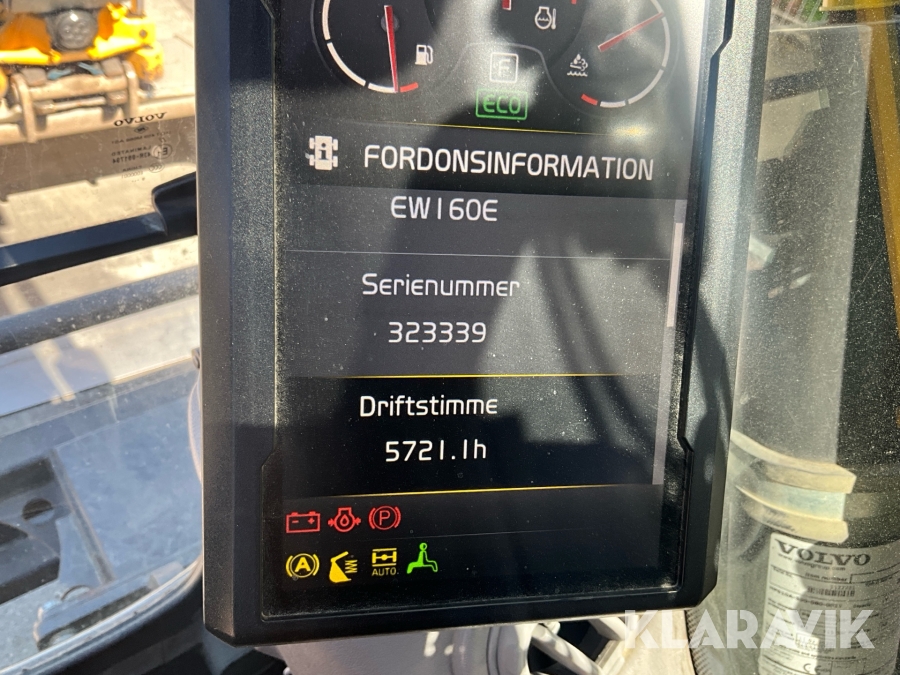 F
ECO
FORDONSINFORMATION
EW160E
Serienummer
323339
Driftstimme
5721.1h
P
A
AUTO.
VOLVO
VOLVO
KLARAVIK